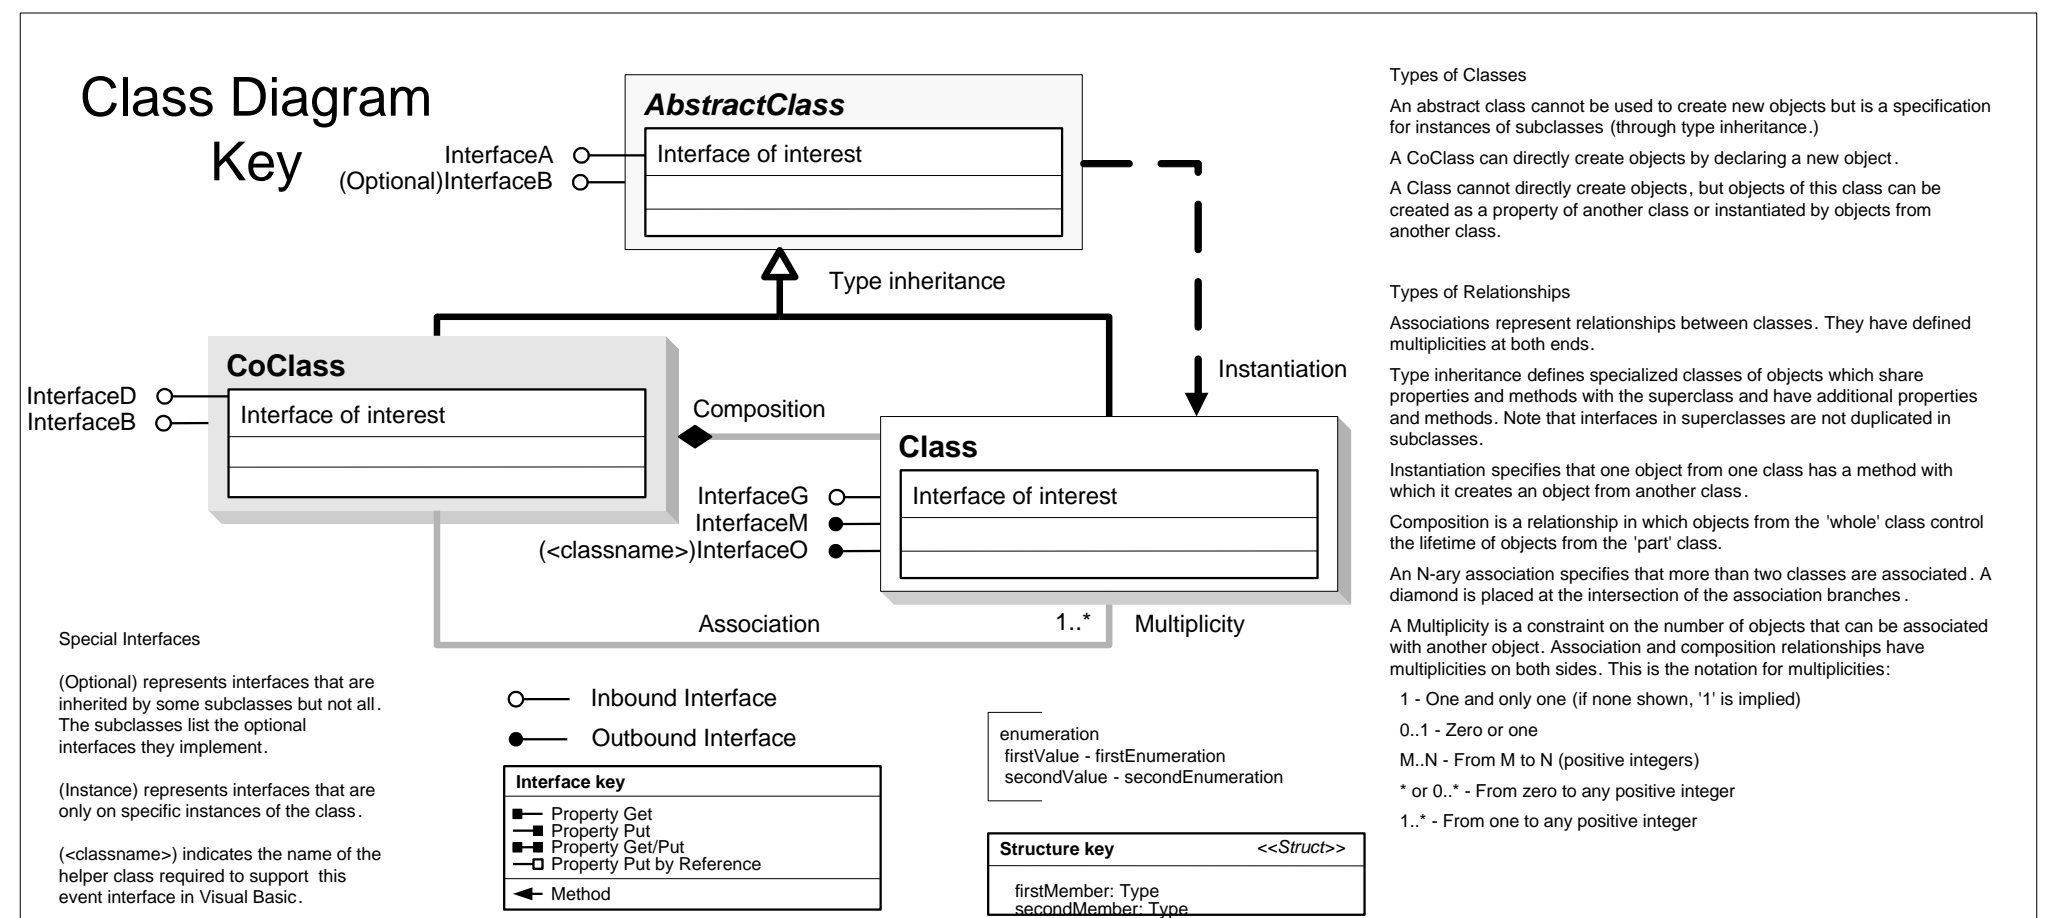 Class Diagram
Key
AbstractClass
Interface of interest
InterfaceA
(Optional)InterfaceB
Type inheritance
CoClass
Interface of interest
InterfaceD
InterfaceB
Composition
Instantiation
Class
Interface of interest
InterfaceG
InterfaceM
(<classname>)InterfaceO
Association
1..*
Multiplicity
Special Interfaces
(Optional) represents interfaces that are
inherited by some subclasses but not all.
The subclasses list the optional
interfaces they implement.
(Instance) represents interfaces that are
only on specific instances of the class.
(<classname>) indicates the name of the
helper class required to support this
event interface in Visual Basic.
Inbound Interface
Outbound Interface
Interface key
Property Get
Property Put
Property Get/Put
Property Put by Reference
Method
enumeration
firstValue - firstEnumeration
secondValue - secondEnumeration
Structure key <<Struct>>
firstMember: Type
secondMember: Type
Types of Classes
An abstract class cannot be used to create new objects but is a specification
for instances of subclasses (through type inheritance.)
A CoClass can directly create objects by declaring a new object.
A Class cannot directly create objects, but objects of this class can be
created as a property of another class or instantiated by objects from
another class.
Types of Relationships
Associations represent relationships between classes. They have defined
multiplicities at both ends.
Type inheritance defines specialized classes of objects which share
properties and methods with the superclass and have additional properties
and methods. Note that interfaces in superclasses are not duplicated in
subclasses.
Instantiation specifies that one object from one class has a method with
which it creates an object from another class.
Composition is a relationship in which objects from the 'whole' class control
the lifetime of objects from the 'part' class.
An N-ary association specifies that more than two classes are associated. A
diamond is placed at the intersection of the association branches.
A Multiplicity is a constraint on the number of objects that can be associated
with another object. Association and composition relationships have
multiplicities on both sides. This is the notation for multiplicities:
1 - One and only one (if none shown, '1' is implied)
0..1 - Zero or one
M..N - From M to N (positive integers)
* or 0..* - From zero to any positive integer
1..* - From one to any positive integer